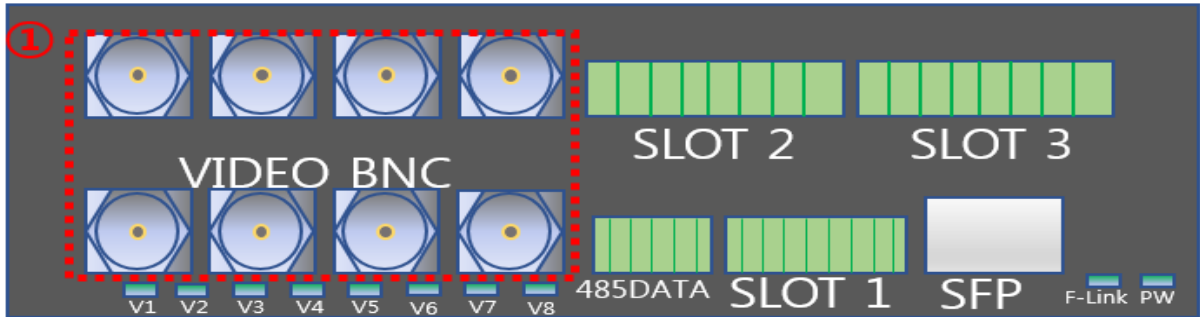 ①
SLOT 2 SLOT 3
VIDEO BNC
485DATA SLOT 1 SFP F-Link PW
V1 V2 V3 V4 V5 V6 V7 V8